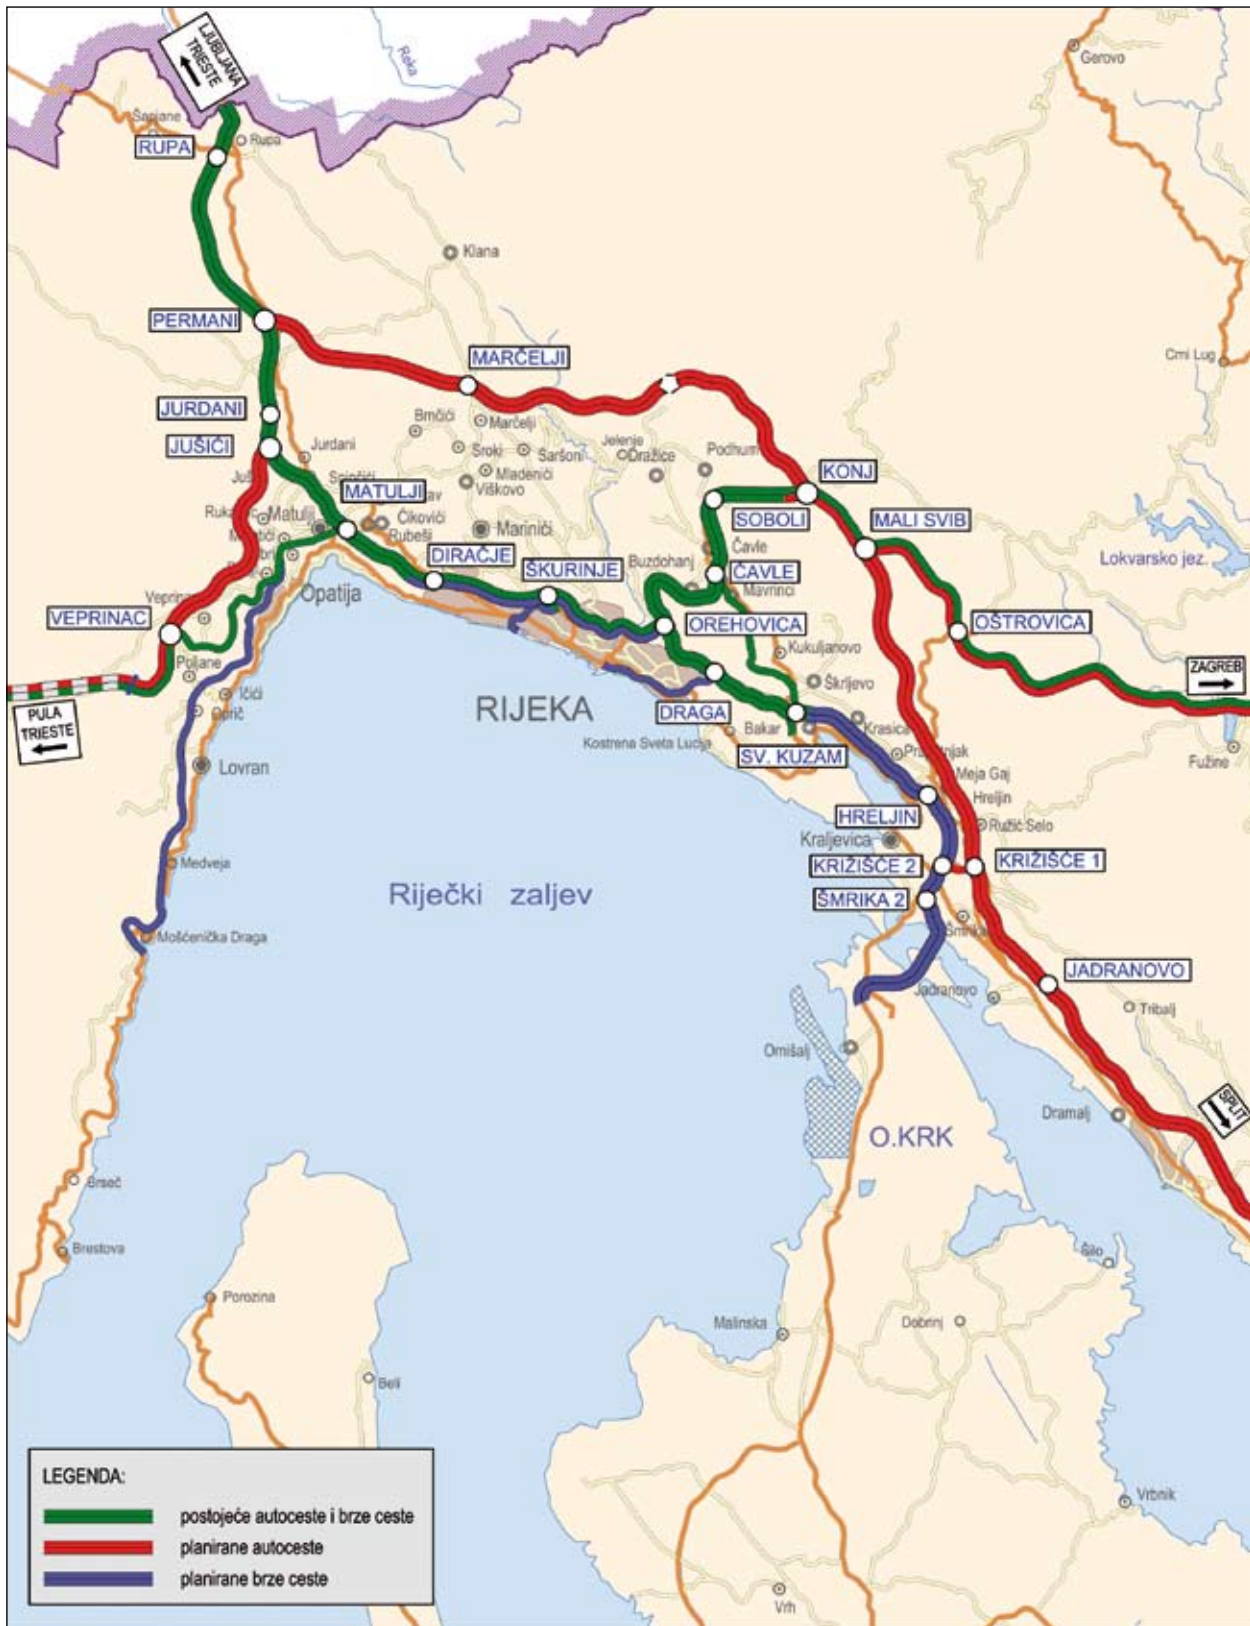 LJUBLJANA
TRIESTE
Reka
Gerovo
Šapjane
RUPA
Rupa
Klana
PERMANI
MARČELJI
Crni Lug
JURDANI
Brnčići
Marčelji
JUŠIĆI
Jurdani
Sroki
Saršoni
Jelenje
Dražice
Podhum
KONJ
Mladenići
Viškovo
MATULJI
SOBOLI
MALI SVIB
Matulji
Čikovići
Rubeši
Marinići
Čavle
Lokvarsko jez.
DIRAČJE
ŠKURINJE
Buzdohanj
ČAVLE
Mavrinci
Opatija
VEPRINAC
OREHOVICA
OŠTROVICA
Kukuljanovo
Poljane
ZAGREB
Škrljevo
Ičići
RIJEKA
DRAGA
PULA
TRIESTE
Bakar
Krasica
Kostrena Sveta Lucija
SV. KUZAM
Fužine
Lovran
Meja Gaj
Hreljin
HRELJIN
Ružić Selo
Kraljevica
Medveja
KRIŽIŠĆE 2
KRIŽIŠĆE 1
Riječki zaljev
ŠMRIKA 2
Šmrika
Mošćenička Draga
JADRANOVO
Jadranovo
Tribalj
Omišalj
SPLIT
Dramalj
O.KRK
Brseč
Brestova
Šilo
Porozina
Malinska
Dobrinj
Beli
LEGENDA:
postojeće autoceste i brze ceste
planirane autoceste
planirane brze ceste
Vrbnik
Vrh